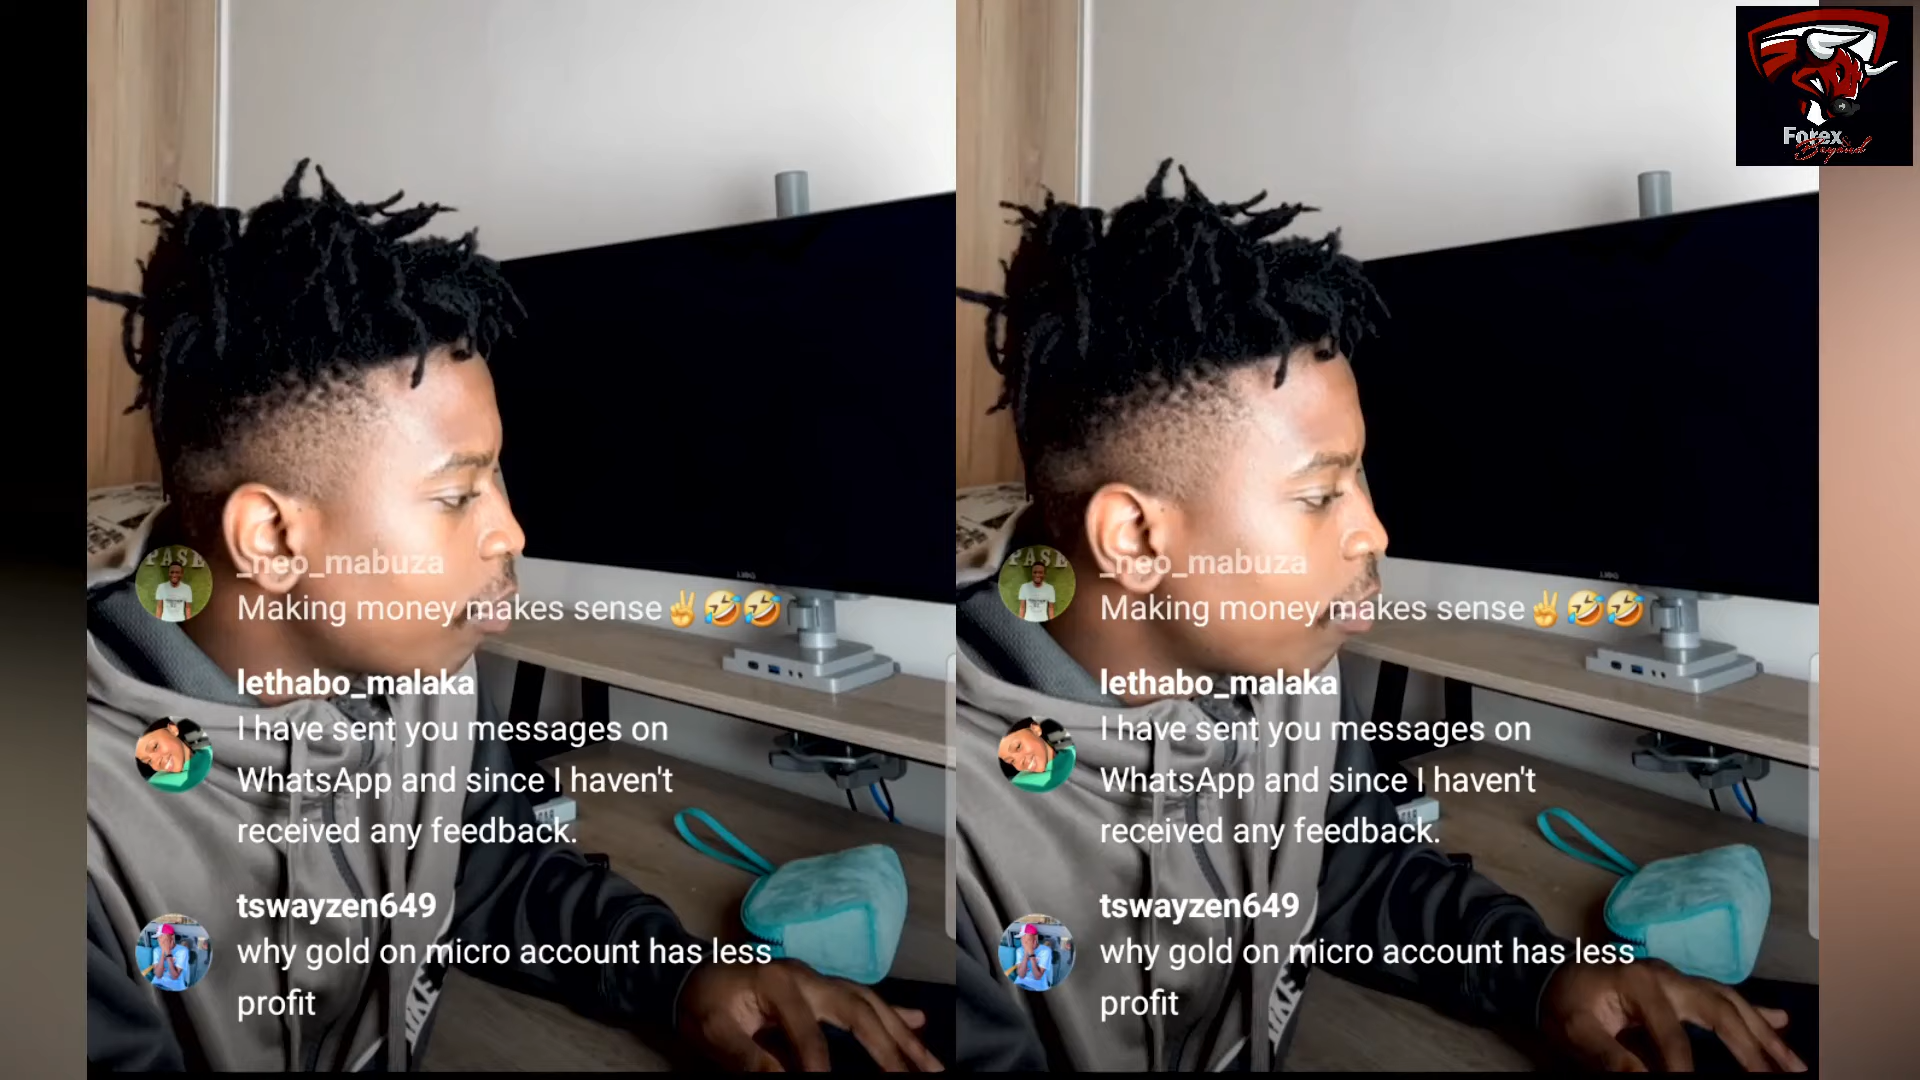 Forex
Beyond
_neo_mabuza
Making money makes sense✌️🤣🤣
lethabo_malaka
I have sent you messages on
WhatsApp and since I haven't
received any feedback.
tswayzen649
why gold on micro account has less
profit
_neo_mabuza
Making money makes sense✌️🤣🤣
lethabo_malaka
I have sent you messages on
WhatsApp and since I haven't
received any feedback.
tswayzen649
why gold on micro account has less
profit